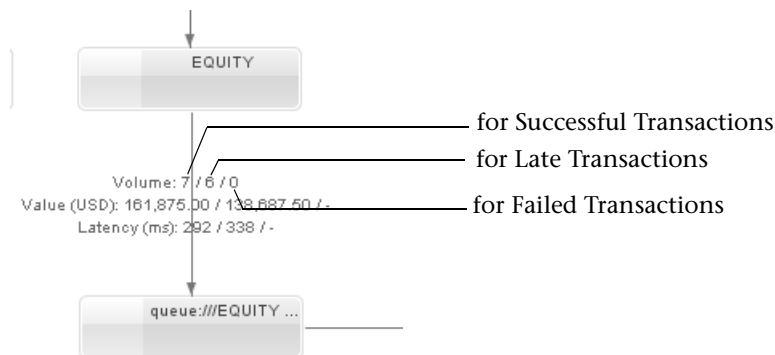 EQUITY
for Successful Transactions
for Late Transactions
Volume: 7 / 6 / 0
Value (USD): 161,875.00 / 138,687.50 / -
for Failed Transactions
Latency (ms): 292 / 338 / -
queue:///EQUITY ...